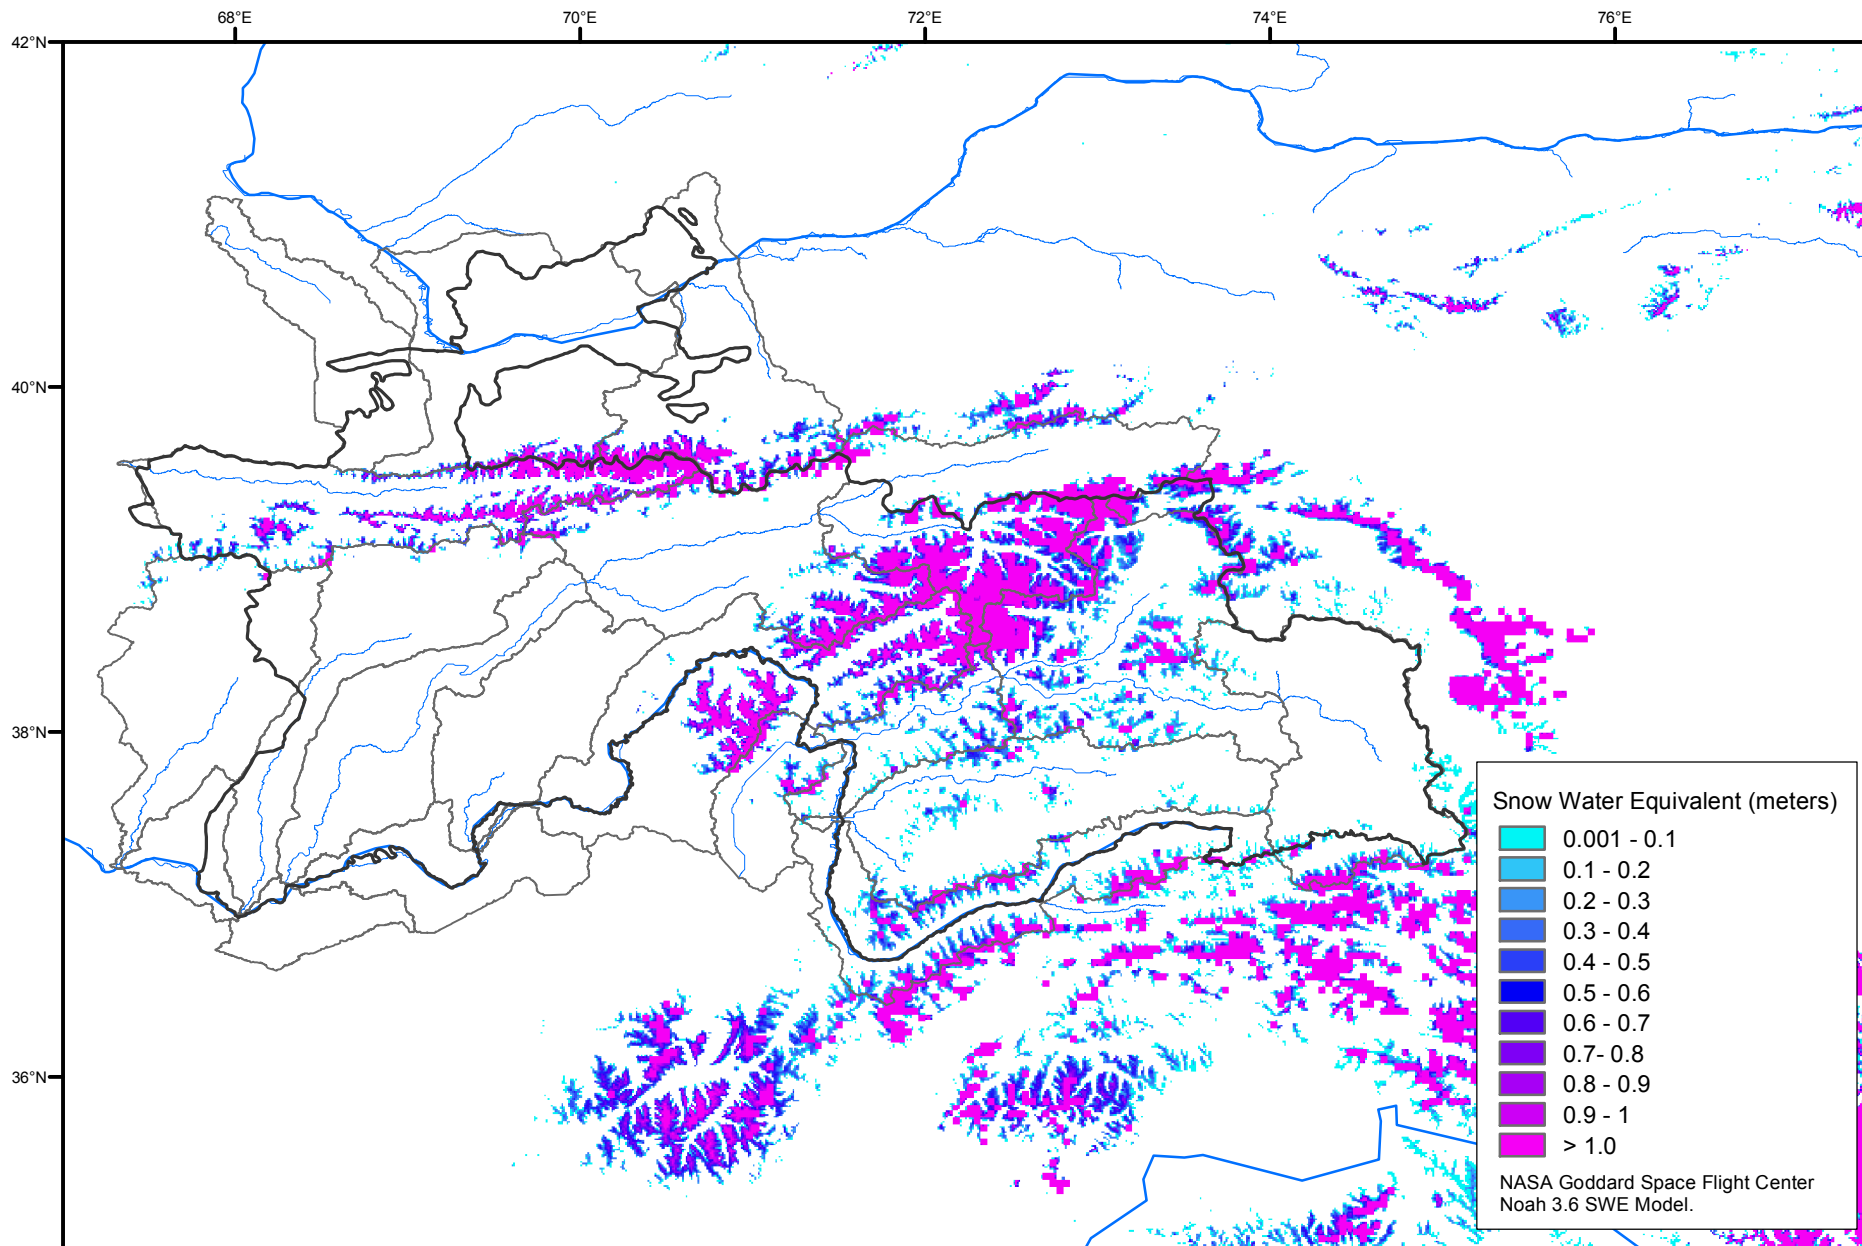 68°E
70°E
72°E
74°E
76°E
42°N
40°N
38°N
36°N
Snow Water Equivalent (meters)
0.001 - 0.1
0.1 - 0.2
0.2 - 0.3
0.3 - 0.4
0.4 - 0.5
0.5 - 0.6
0.6 - 0.7
0.7- 0.8
0.8 - 0.9
0.9 - 1
> 1.0
NASA Goddard Space Flight Center
Noah 3.6 SWE Model.